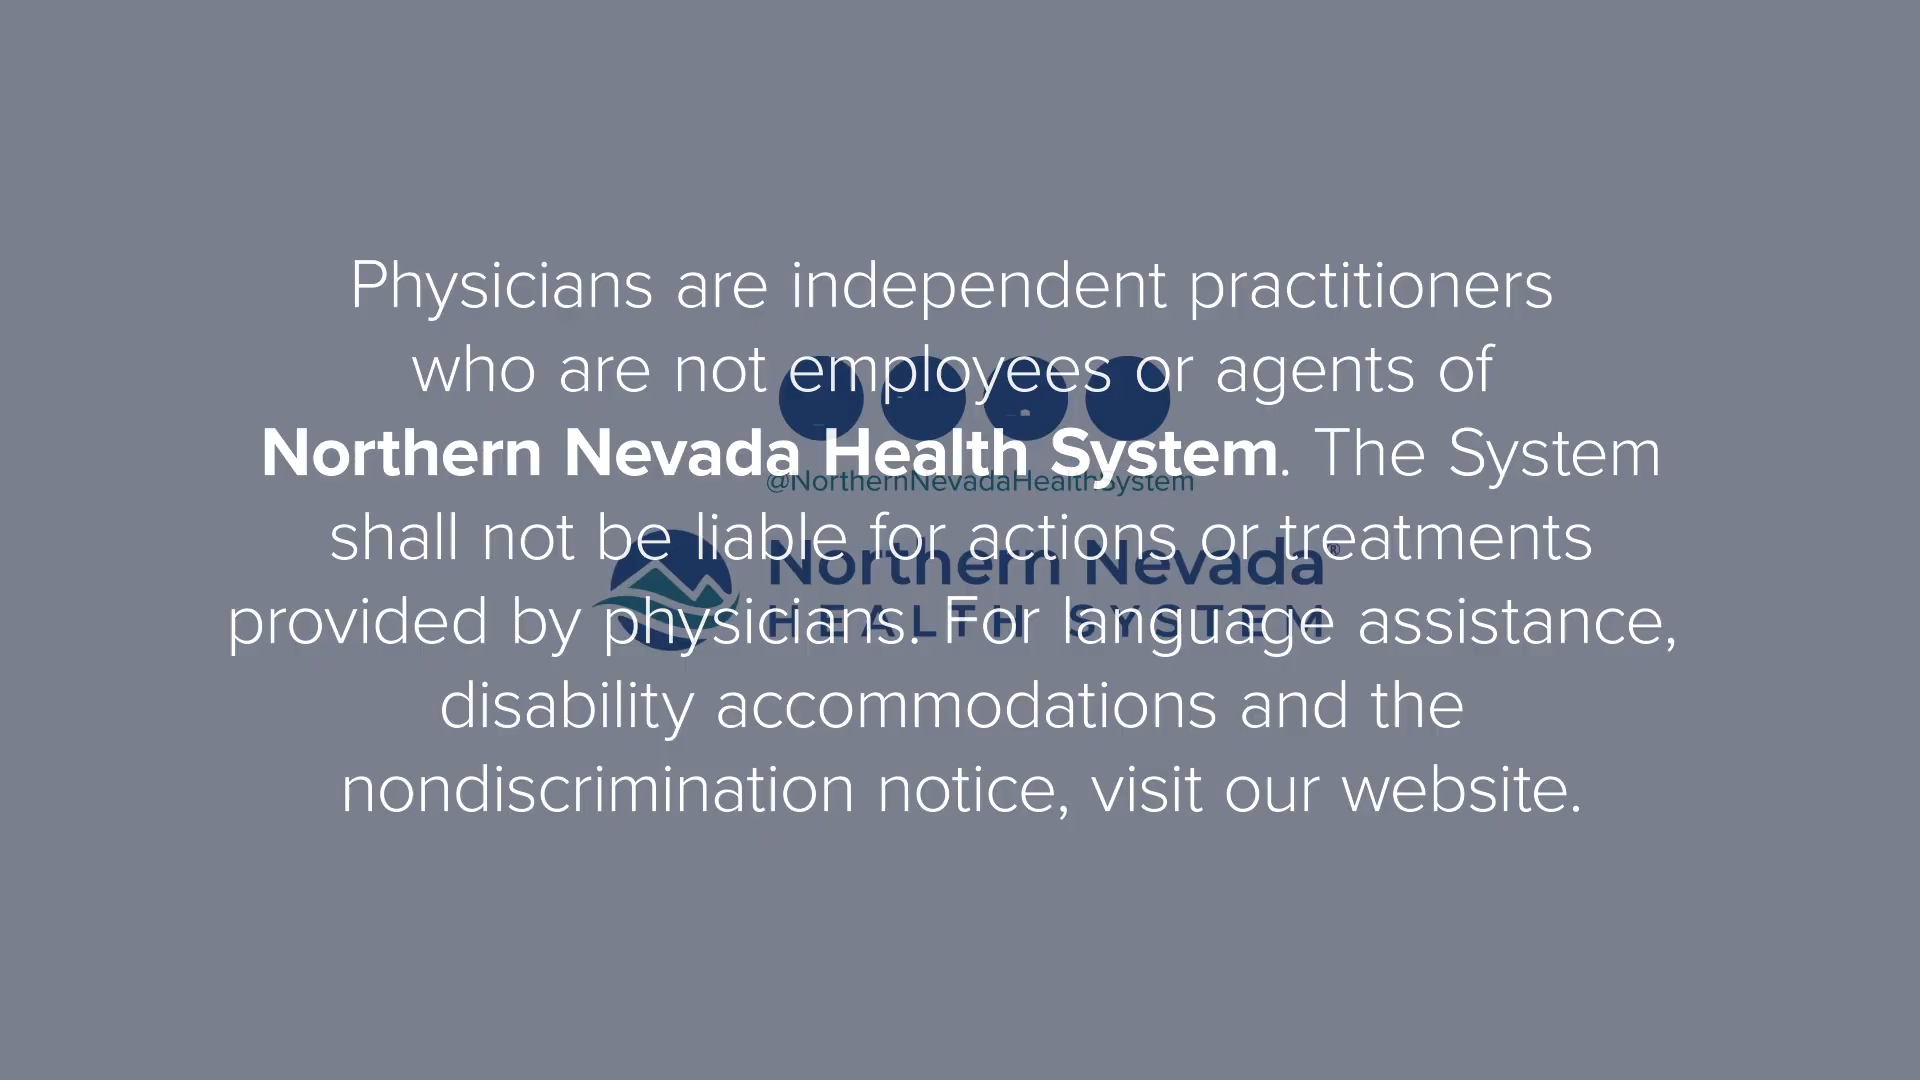 Physicians are independent practitioners
who are not employees or agents of
Northern Nevada Health System. The System
@NorthernNevadaHealthSystem
shall not be liable for actions or treatments
Northern Nevada®
provided by physicians. For language assistance,
HEALTH SYSTEM
disability accommodations and the
nondiscrimination notice, visit our website.